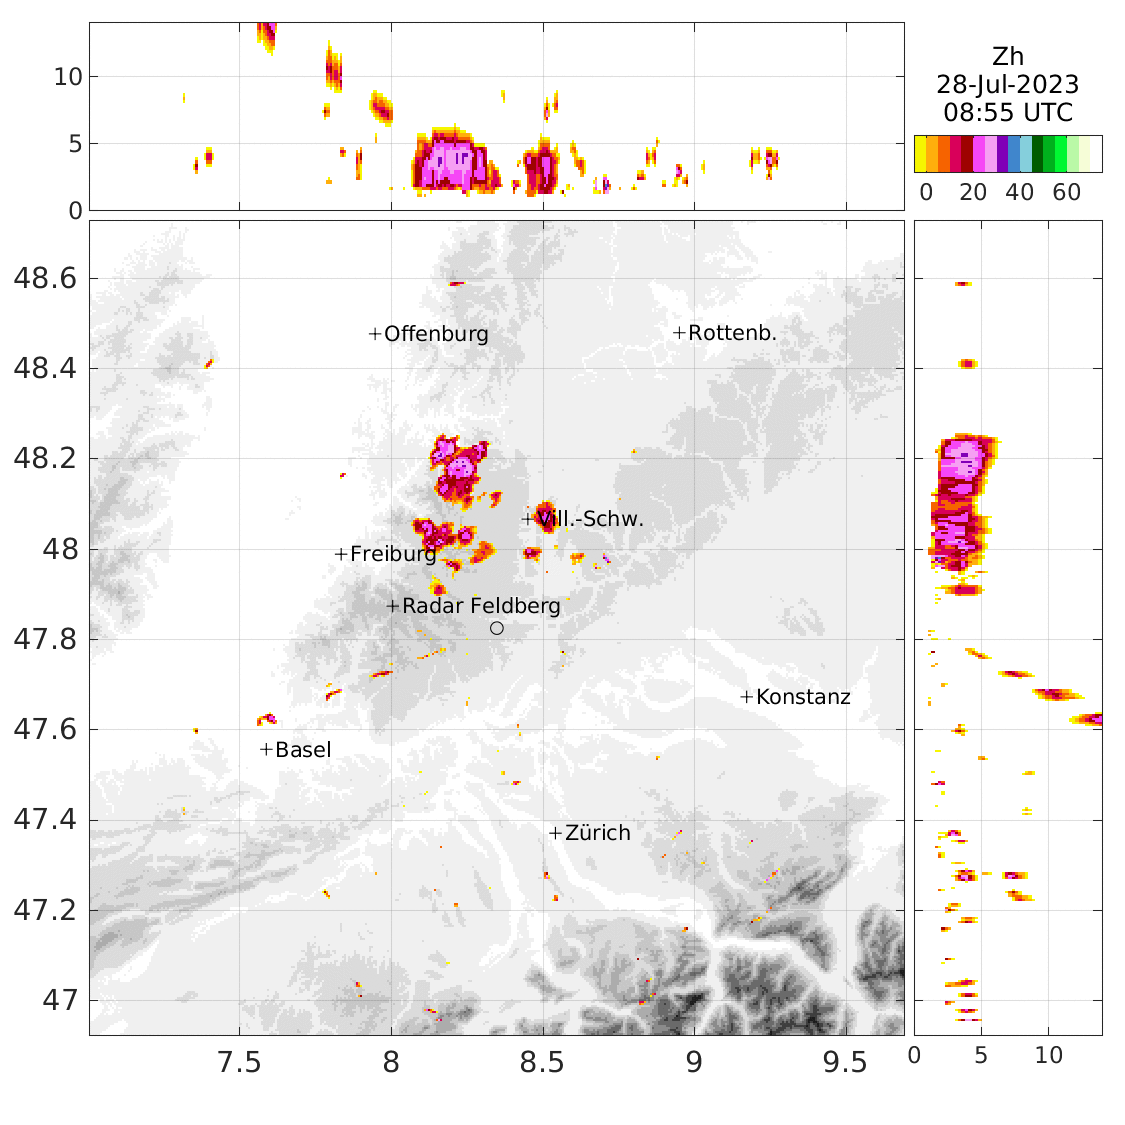 10
5
0
Zh
28-Jul-2023
08:55 UTC
0 20 40 60
48.6
48.4
48.2
48
47.8
47.6
47.4
47.2
47
+Offenburg
+Rottenb.
+Vill.-Schw.
+Freiburg
+Radar Feldberg
+Konstanz
+Basel
+Zürich
7.5 8 8.5 9 9.5
0 5 10